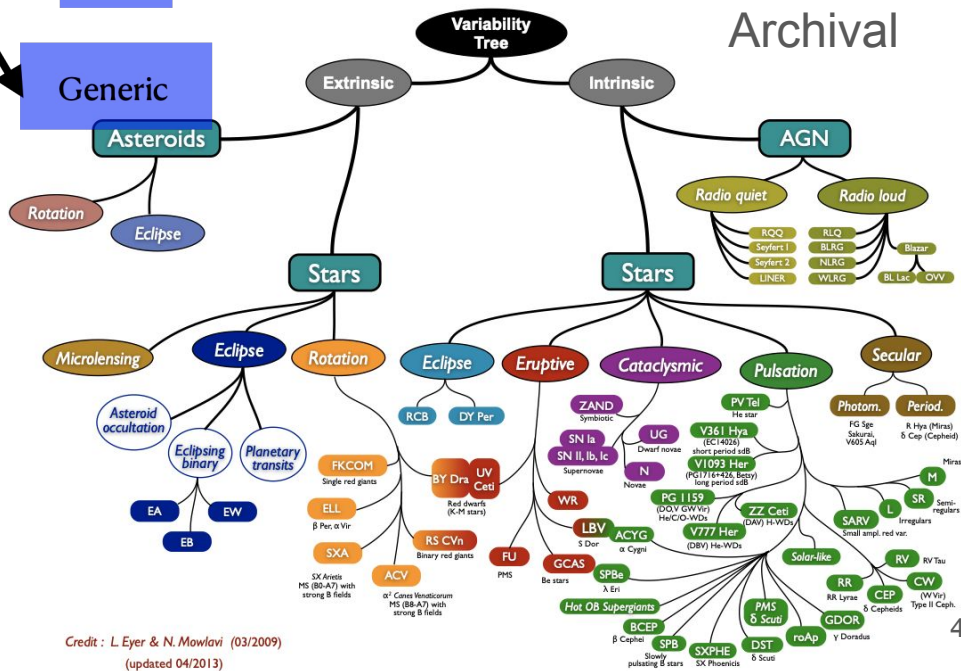 Archival
Generic
Variability
Tree
Extrinsic
Intrinsic
Asteroids
AGN
Rotation
Eclipse
Radio quiet
Radio loud
RQQ
Seyfert 1
Seyfert 2
LINER
RLQ
BLRG
NLRG
WLRG
Blazar
BL Lac
OVV
Stars
Stars
Microlensing
Eclipse
Rotation
Eclipse
Eruptive
Cataclysmic
Pulsation
Secular
Asteroid
occultation
Eclipsing
binary
Planetary
transits
EA
EB
EW
FKCOM
Single red giants
ELL
β Per, α Vir
SXA
SX Arietis
MS (B0-A7) with
strong B fields
ACV
α² Canes Venaticorum
MS (B8-A7) with
strong B fields
RS CVn
Binary red giants
BY Dra
UV
Ceti
Red dwarfs
(K-M stars)
RCB
DY Per
FU
PMS
WR
LBV
S Dor
GCAS
Be stars
ZAND
Symbiotic
SN Ia
SN II, Ib, Ic
Supernovae
UG
Dwarf novae
N
Novae
PV Tel
He star
V361 Hya
(EC14026)
short period sdB
V1093 Her
(PG1716+426, Betsy)
long period sdB
PG 1159
(DO,V GW Vir)
He/C/O-WDs
ZZ Ceti
(DAV) H-WDs
V777 Her
(DBV) He-WDs
ACYG
α Cygni
SPBe
λ Eri
Hot OB Supergiants
BCEP
β Cephei
SPB
Slowly
pulsating B stars
SXPHE
SX Phoenicis
PMS
δ Scuti
DST
δ Scuti
roAp
Solar-like
GDOR
γ Doradus
RR
RR Lyrae
CEP
δ Cepheids
RV
RV Tau
CW
(W Vir)
Type II Ceph.
Miras
M
SR
Semi-
regulars
L
Irregulars
SARV
Small ampl. red var.
Photom.
FG Sge
Sakurai,
V605 Aql
Period.
R Hya (Miras)
δ Cep (Cepheid)
Credit : L. Eyer & N. Mowlavi (03/2009)
(updated 04/2013)
4